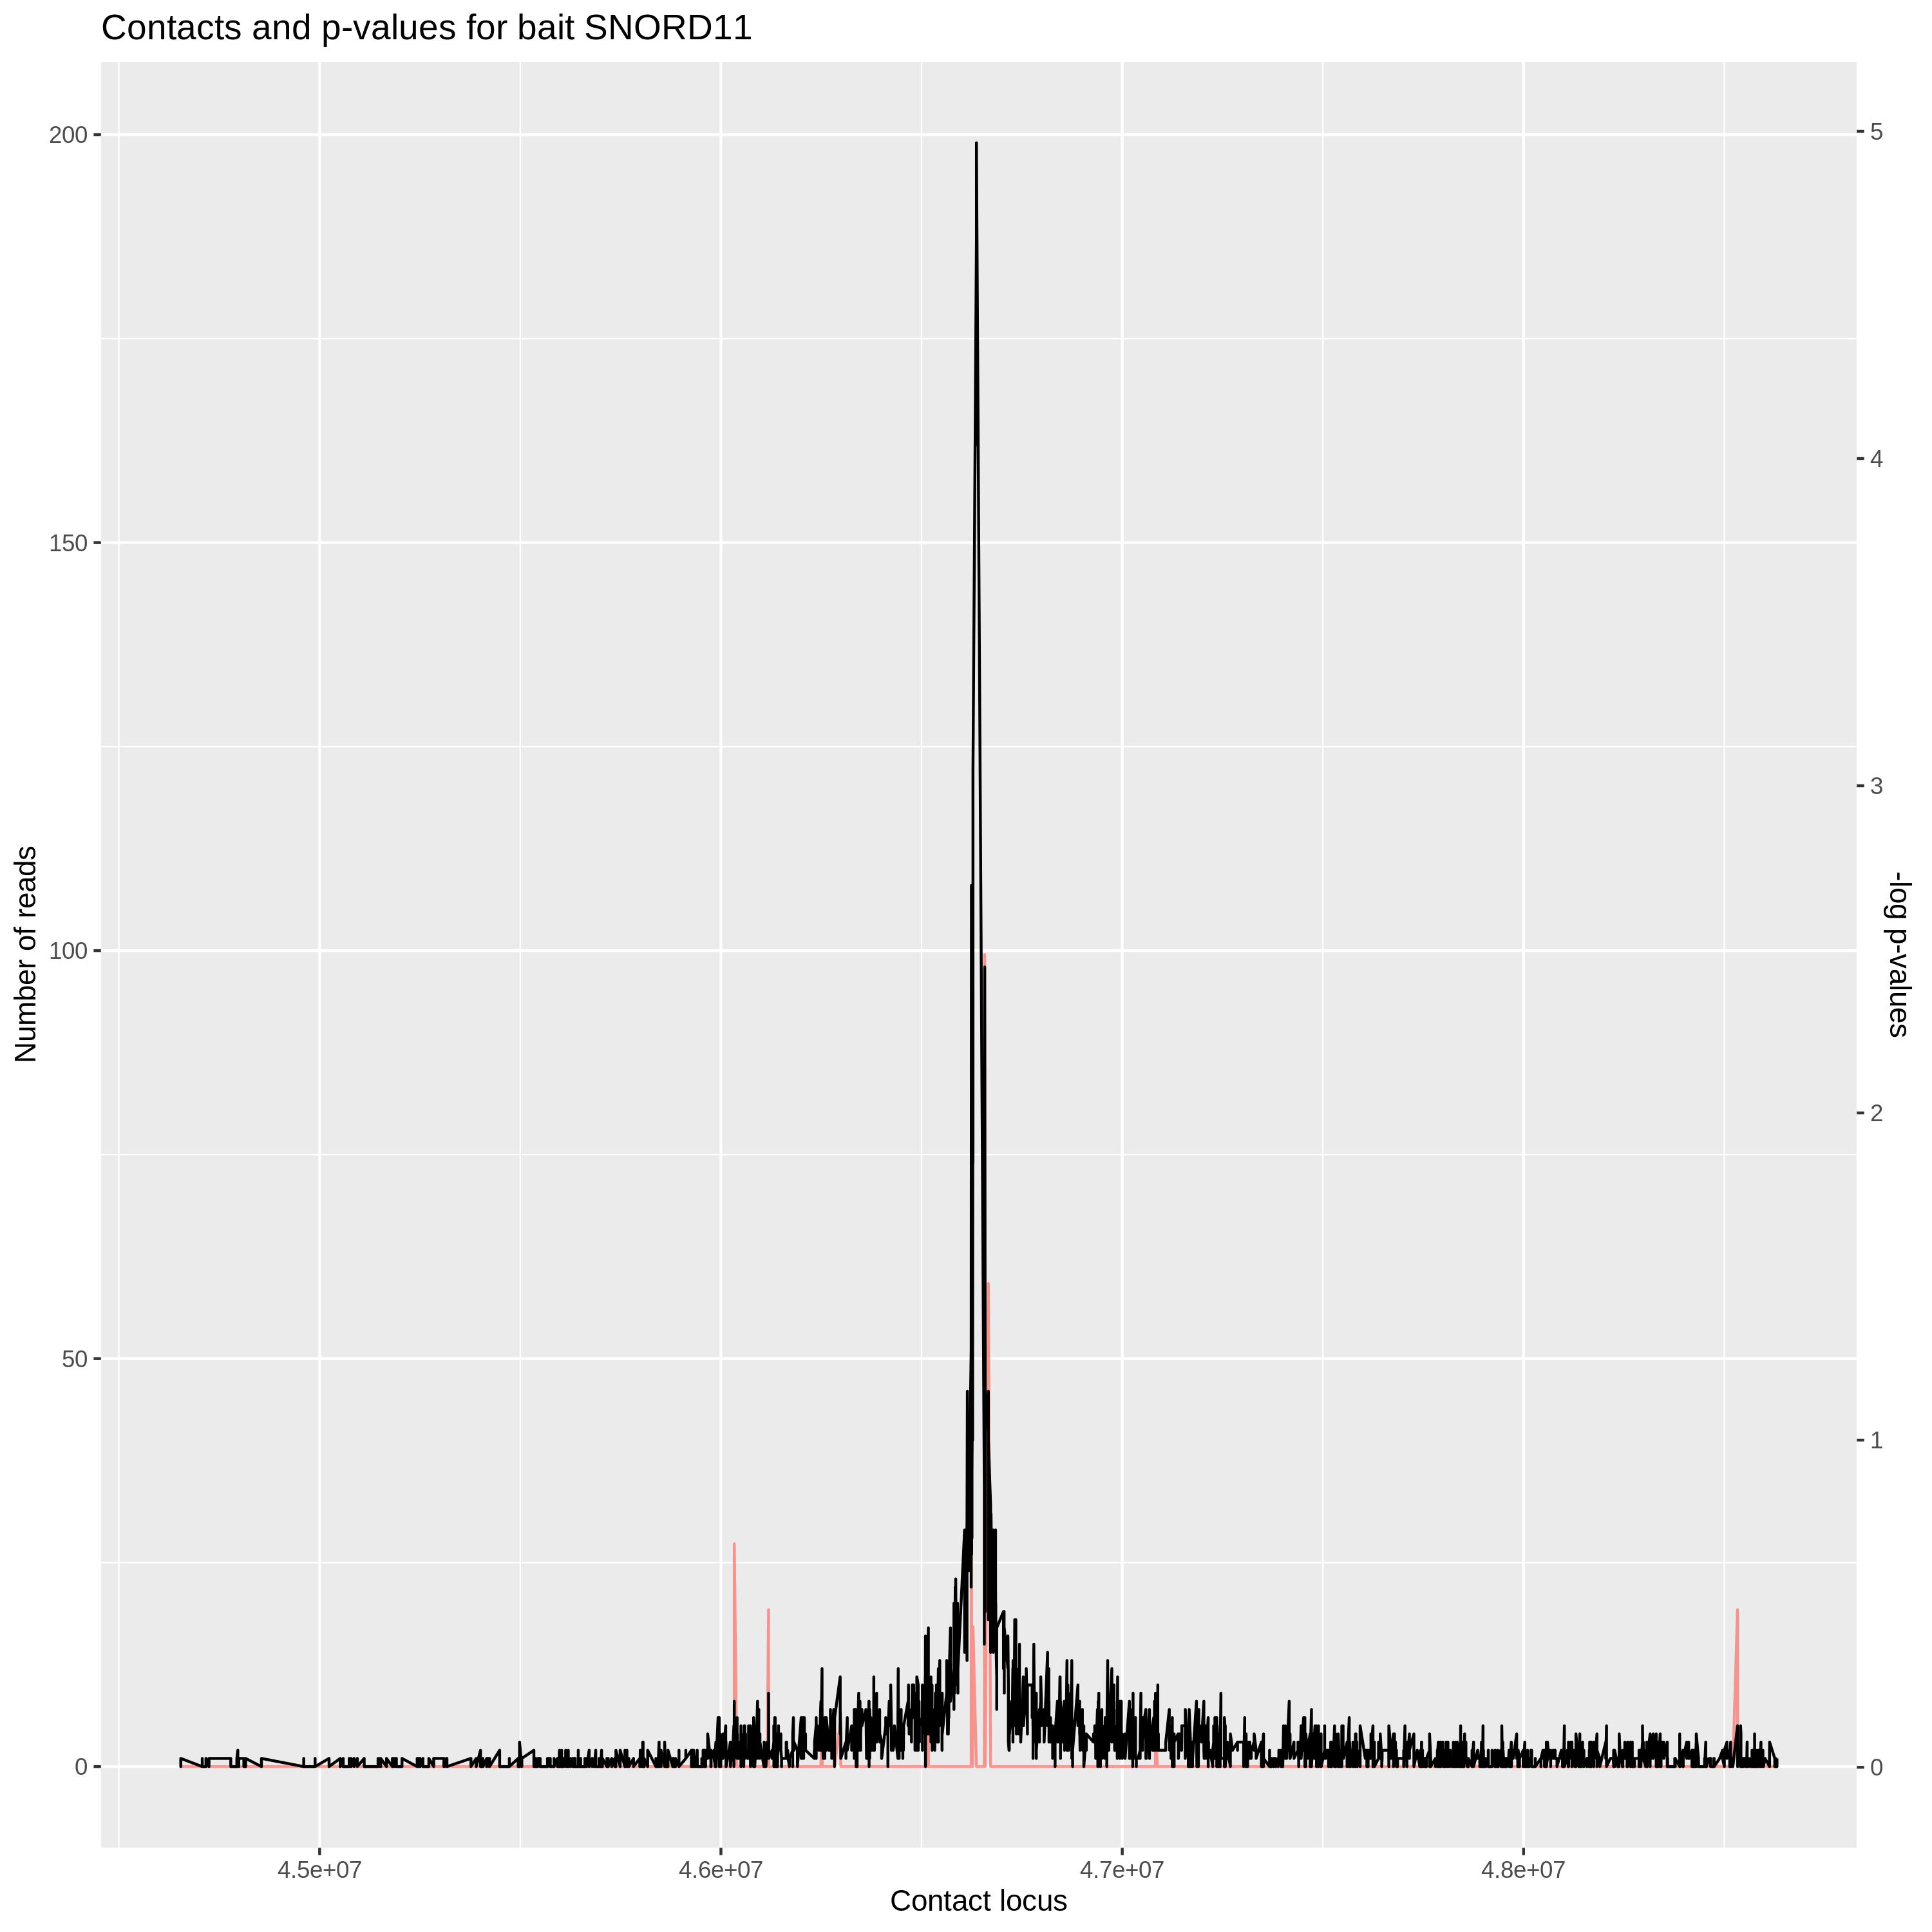 Contacts and p-values for bait SNORD11
200
150
100
50
0
Number of reads
5
4
3
2
1
0
-log p-values
4.5e+07
4.6e+07
4.7e+07
4.8e+07
Contact locus